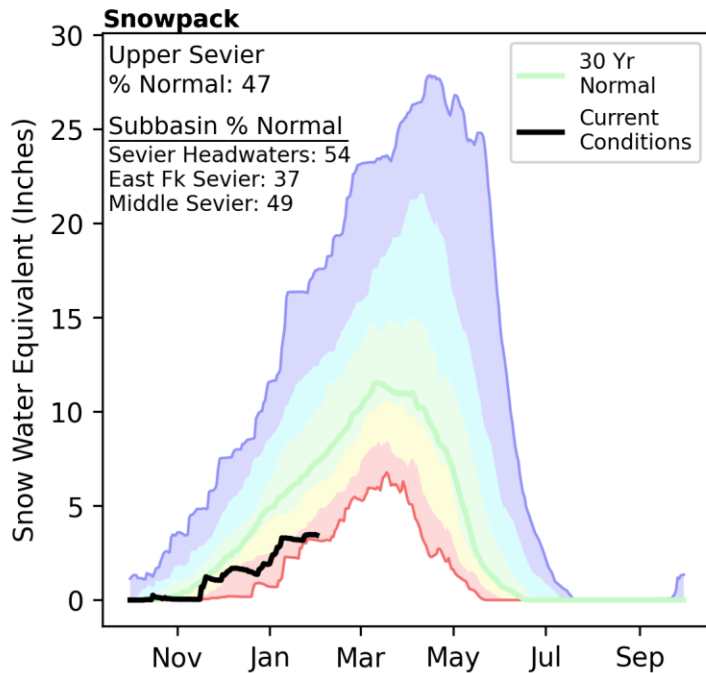 Snowpack
Upper Sevier
% Normal: 47
Subbasin % Normal
Sevier Headwaters: 54
East Fk Sevier: 37
Middle Sevier: 49
30 Yr
Normal
Current
Conditions
Snow Water Equivalent (Inches)
30
25
20
15
10
5
0
Nov
Jan
Mar
May
Jul
Sep